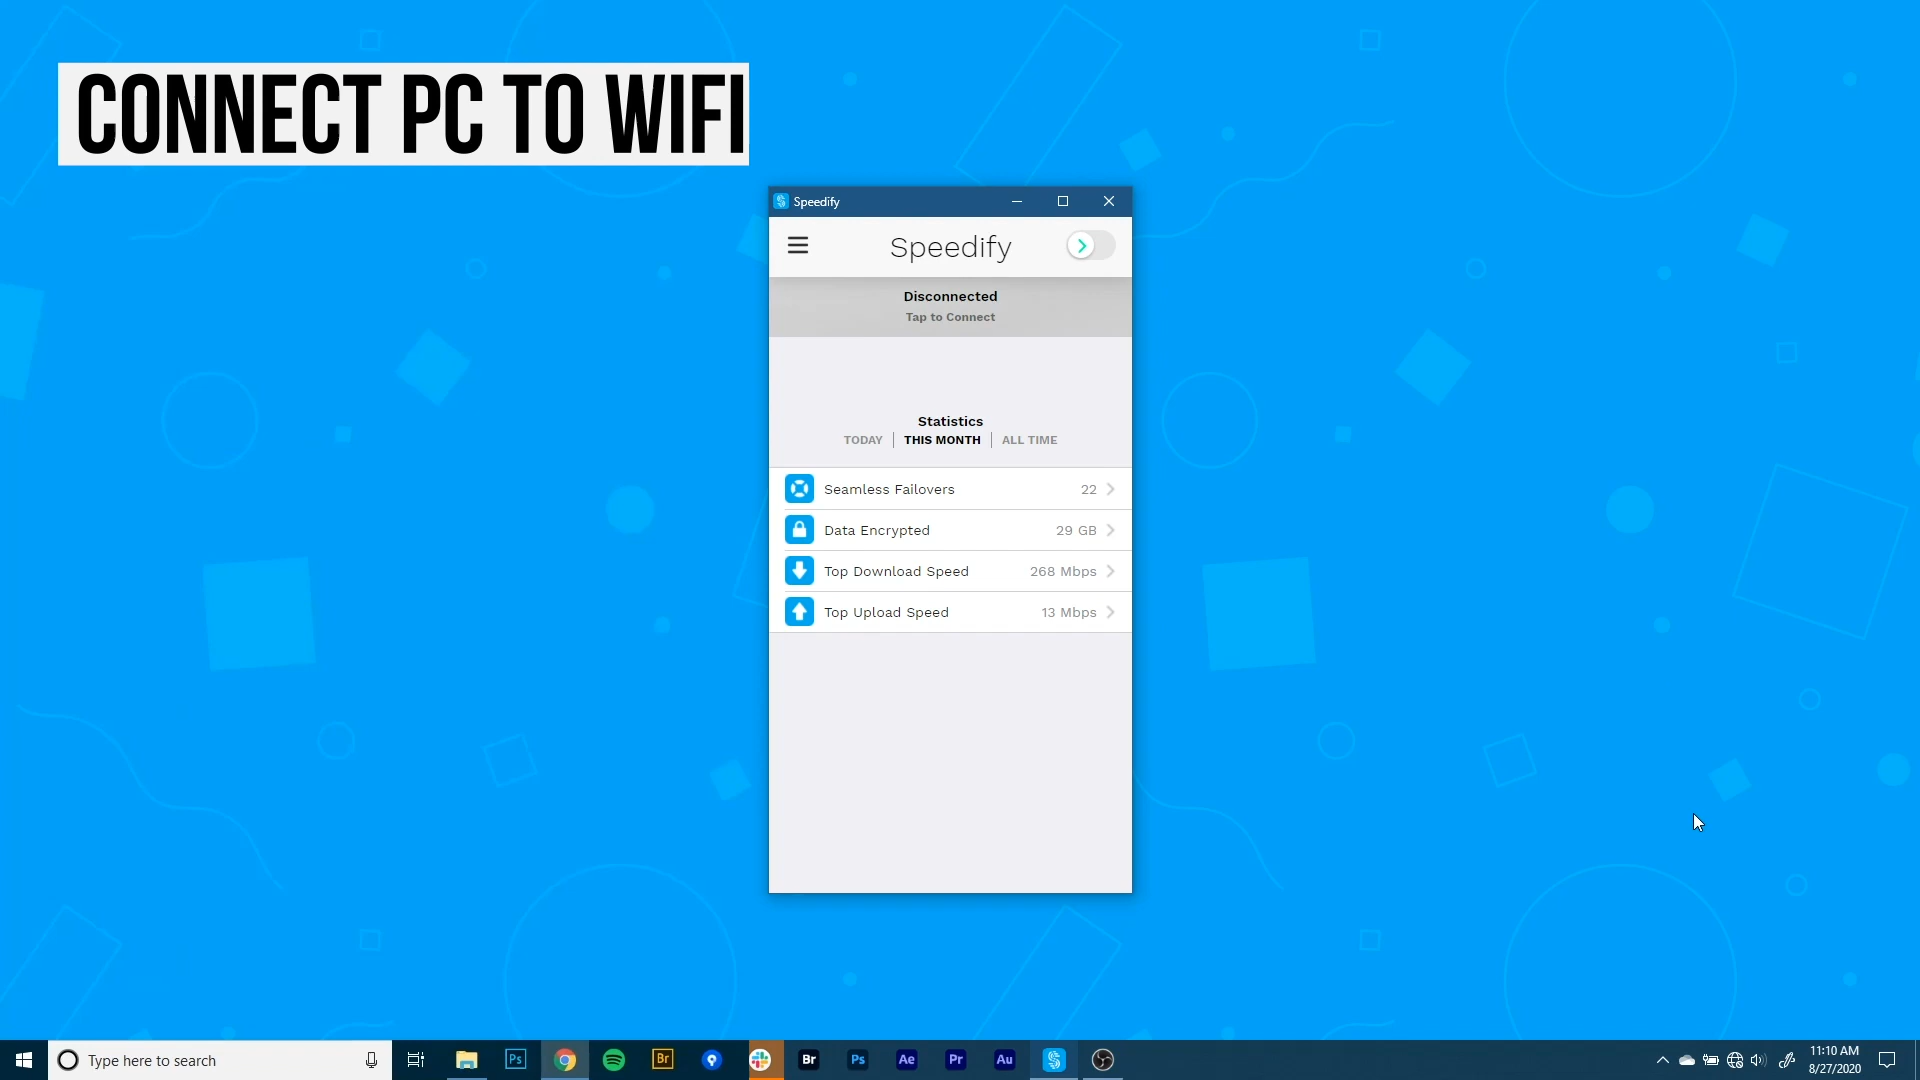 CONNECT PC TO WIFI
Speedify
Speedify
Disconnected
Tap to Connect
Statistics
TODAY THIS MONTH ALL TIME
Seamless Failovers 22
Data Encrypted 29 GB
Top Download Speed 268 Mbps
Top Upload Speed 13 Mbps
Type here to search
Ps
Br
Br
Ps
Ae
Pr
Au
11:10 AM
8/27/2020